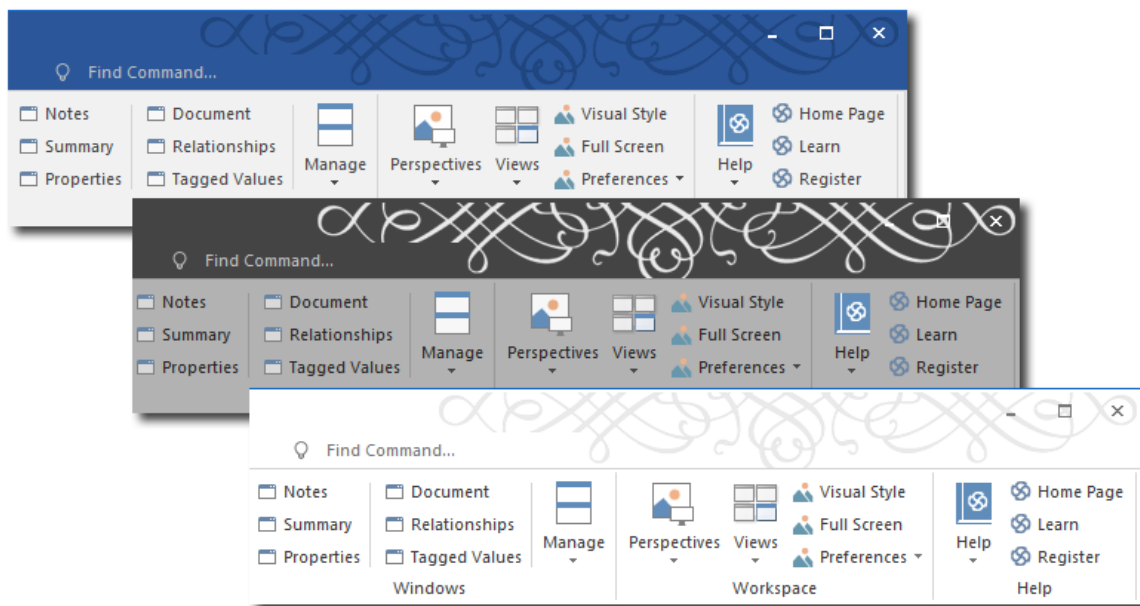 Find Command...
Notes Document Visual Style Home Page
Summary Relationships Full Screen Learn
Manage Perspectives Views Help
Properties Tagged Values Preferences Register
Find Command...
Notes Document Visual Style Home Page
Summary Relationships Full Screen Learn
Manage Perspectives Views Help
Properties Tagged Values Preferences Register
Find Command...
Notes Document Visual Style Home Page
Summary Relationships Full Screen Learn
Manage Perspectives Views Help
Properties Tagged Values Preferences Register
Windows Workspace Help